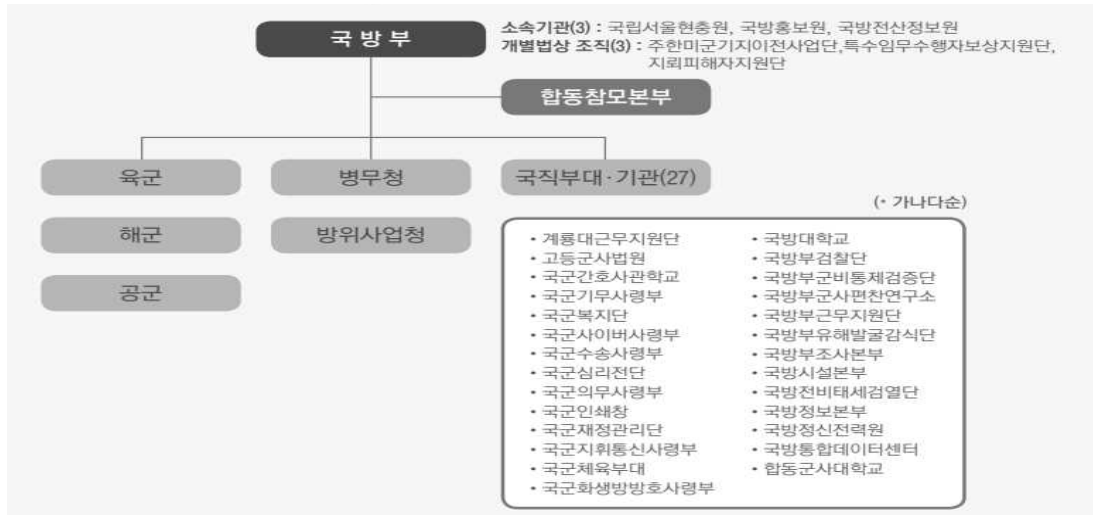 국 방 부
소속기관(3) : 국립서울현충원, 국방홍보원, 국방전산정보원
개별법상 조직(3) : 주한미군기지이전사업단,특수임무수행자보상지원단,
지뢰피해자지원단
합동참모본부
육군
병무청
국직부대·기관(27)
해군
방위사업청
공군
(· 가나다순)
· 계룡대근무지원단
· 고등군사법원
· 국군간호사관학교
· 국군기무사령부
· 국군복지단
· 국군사이버사령부
· 국군수송사령부
· 국군심리전단
· 국군의무사령부
· 국군인쇄창
· 국군재정관리단
· 국군지휘통신사령부
· 국군체육부대
· 국군화생방방호사령부
· 국방대학교
· 국방부검찰단
· 국방부군비통제검증단
· 국방부군사편찬연구소
· 국방부근무지원단
· 국방부유해발굴감식단
· 국방부조사본부
· 국방시설본부
· 국방전비태세검열단
· 국방정보본부
· 국방정신전력원
· 국방통합데이터센터
· 합동군사대학교